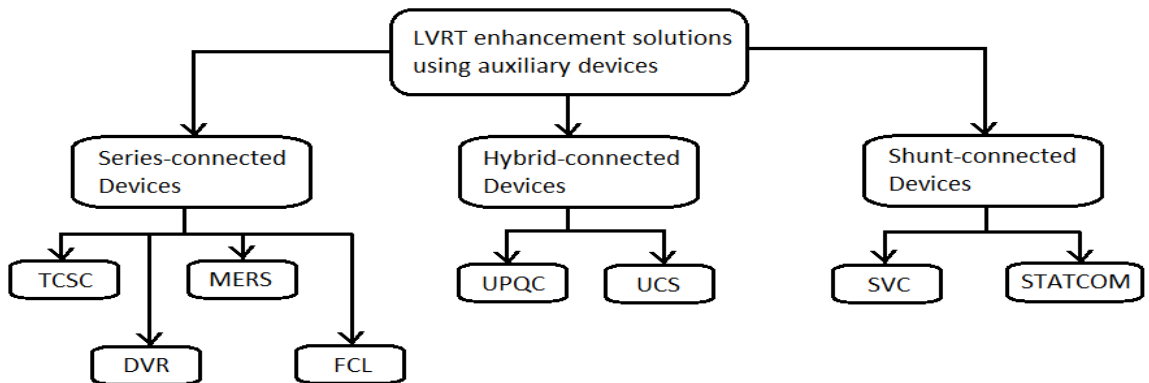 LVRT enhancement solutions
using auxiliary devices
Series-connected
Devices
Hybrid-connected
Devices
Shunt-connected
Devices
TCSC
MERS
DVR
FCL
UPQC
UCS
SVC
STATCOM